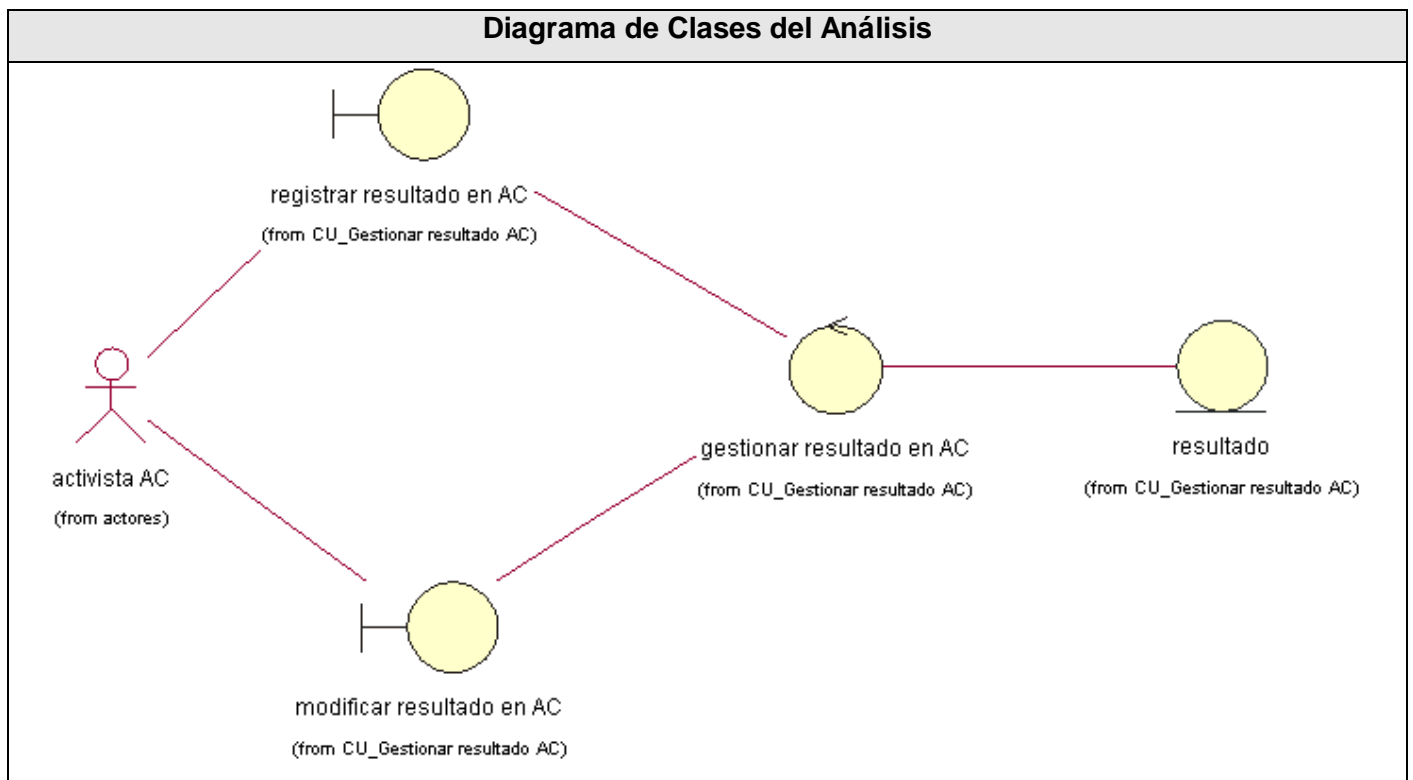 Diagrama de Clases del Análisis
registrar resultado en AC
(from CU_Gestionar resultado AC)
activista AC
(from actores)
gestionar resultado en AC
(from CU_Gestionar resultado AC)
resultado
(from CU_Gestionar resultado AC)
modificar resultado en AC
(from CU_Gestionar resultado AC)